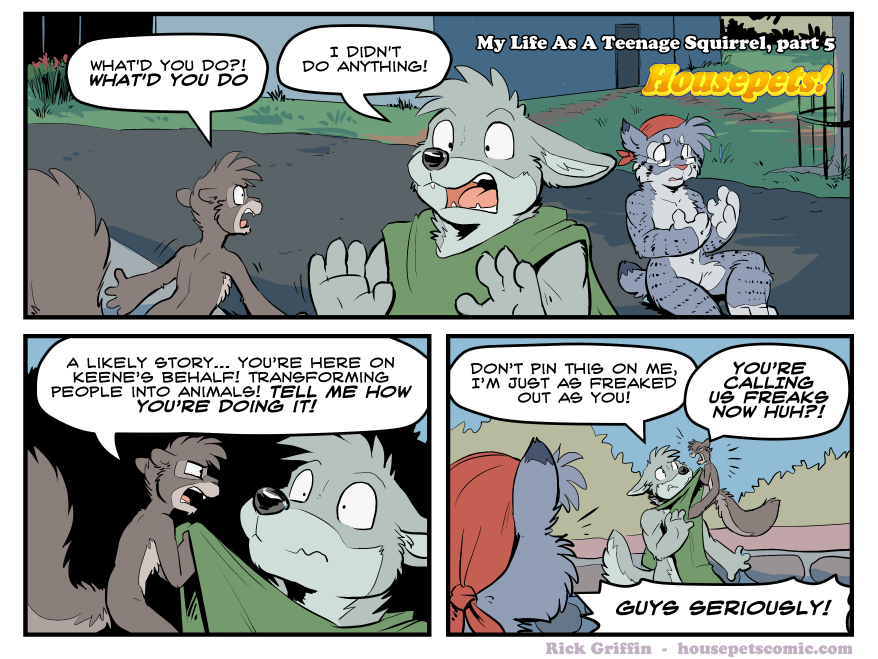 My Life As A Teenage Squirrel, part 5
Housepets!
WHAT'D YOU DO?!
WHAT'D YOU DO
I DIDN'T
DO ANYTHING!
A LIKELY STORY... YOU'RE HERE ON
KEENE'S BEHALF! TRANSFORMING
PEOPLE INTO ANIMALS! TELL ME HOW
YOU'RE DOING IT!
DON'T PIN THIS ON ME,
I'M JUST AS FREAKED
OUT AS YOU!
YOU'RE
CALLING
US FREAKS
NOW HUH?!
GUYS SERIOUSLY!
Rick Griffin - housepetscomic.com